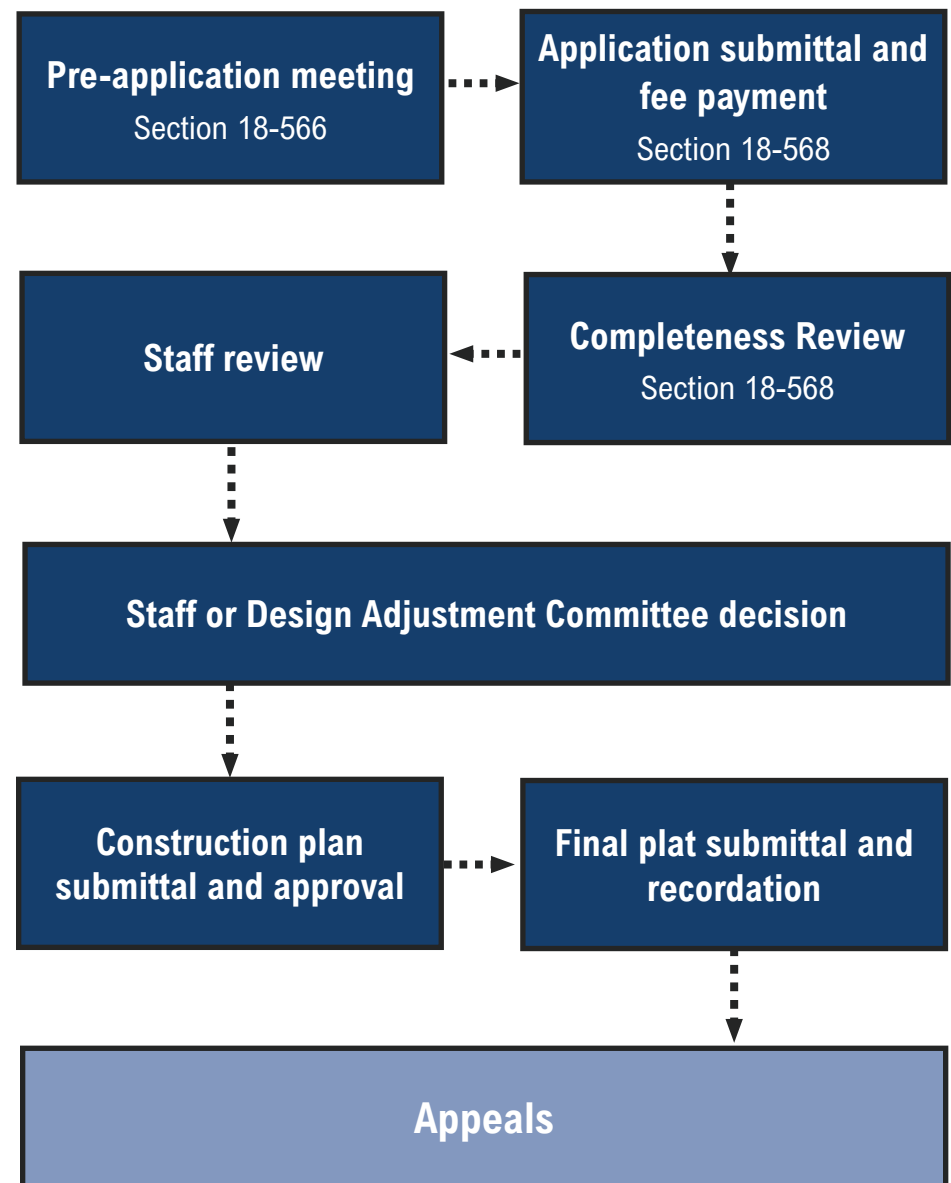 Pre-application meeting
Section 18-566
Application submittal and
fee payment
Section 18-568
Completeness Review
Section 18-568
Staff review
Staff or Design Adjustment Committee decision
Construction plan
submittal and approval
Final plat submittal and
recordation
Appeals